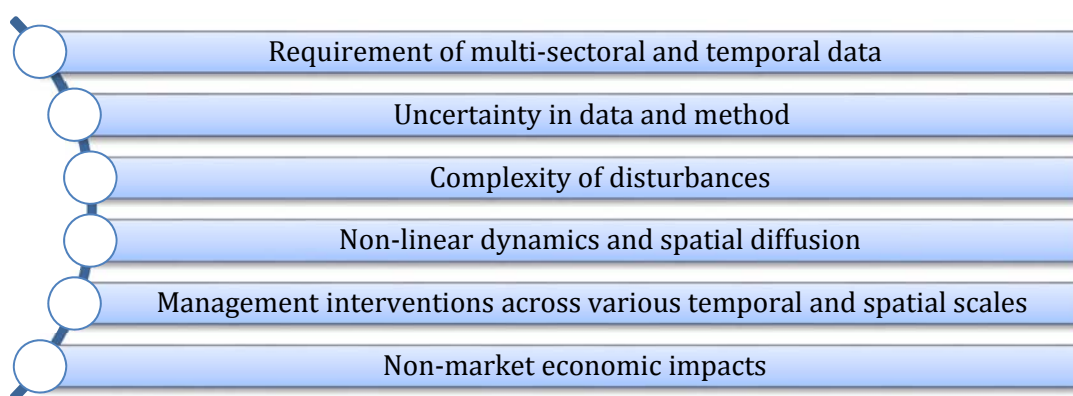 Requirement of multi-sectoral and temporal data
Uncertainty in data and method
Complexity of disturbances
Non-linear dynamics and spatial diffusion
Management interventions across various temporal and spatial scales
Non-market economic impacts